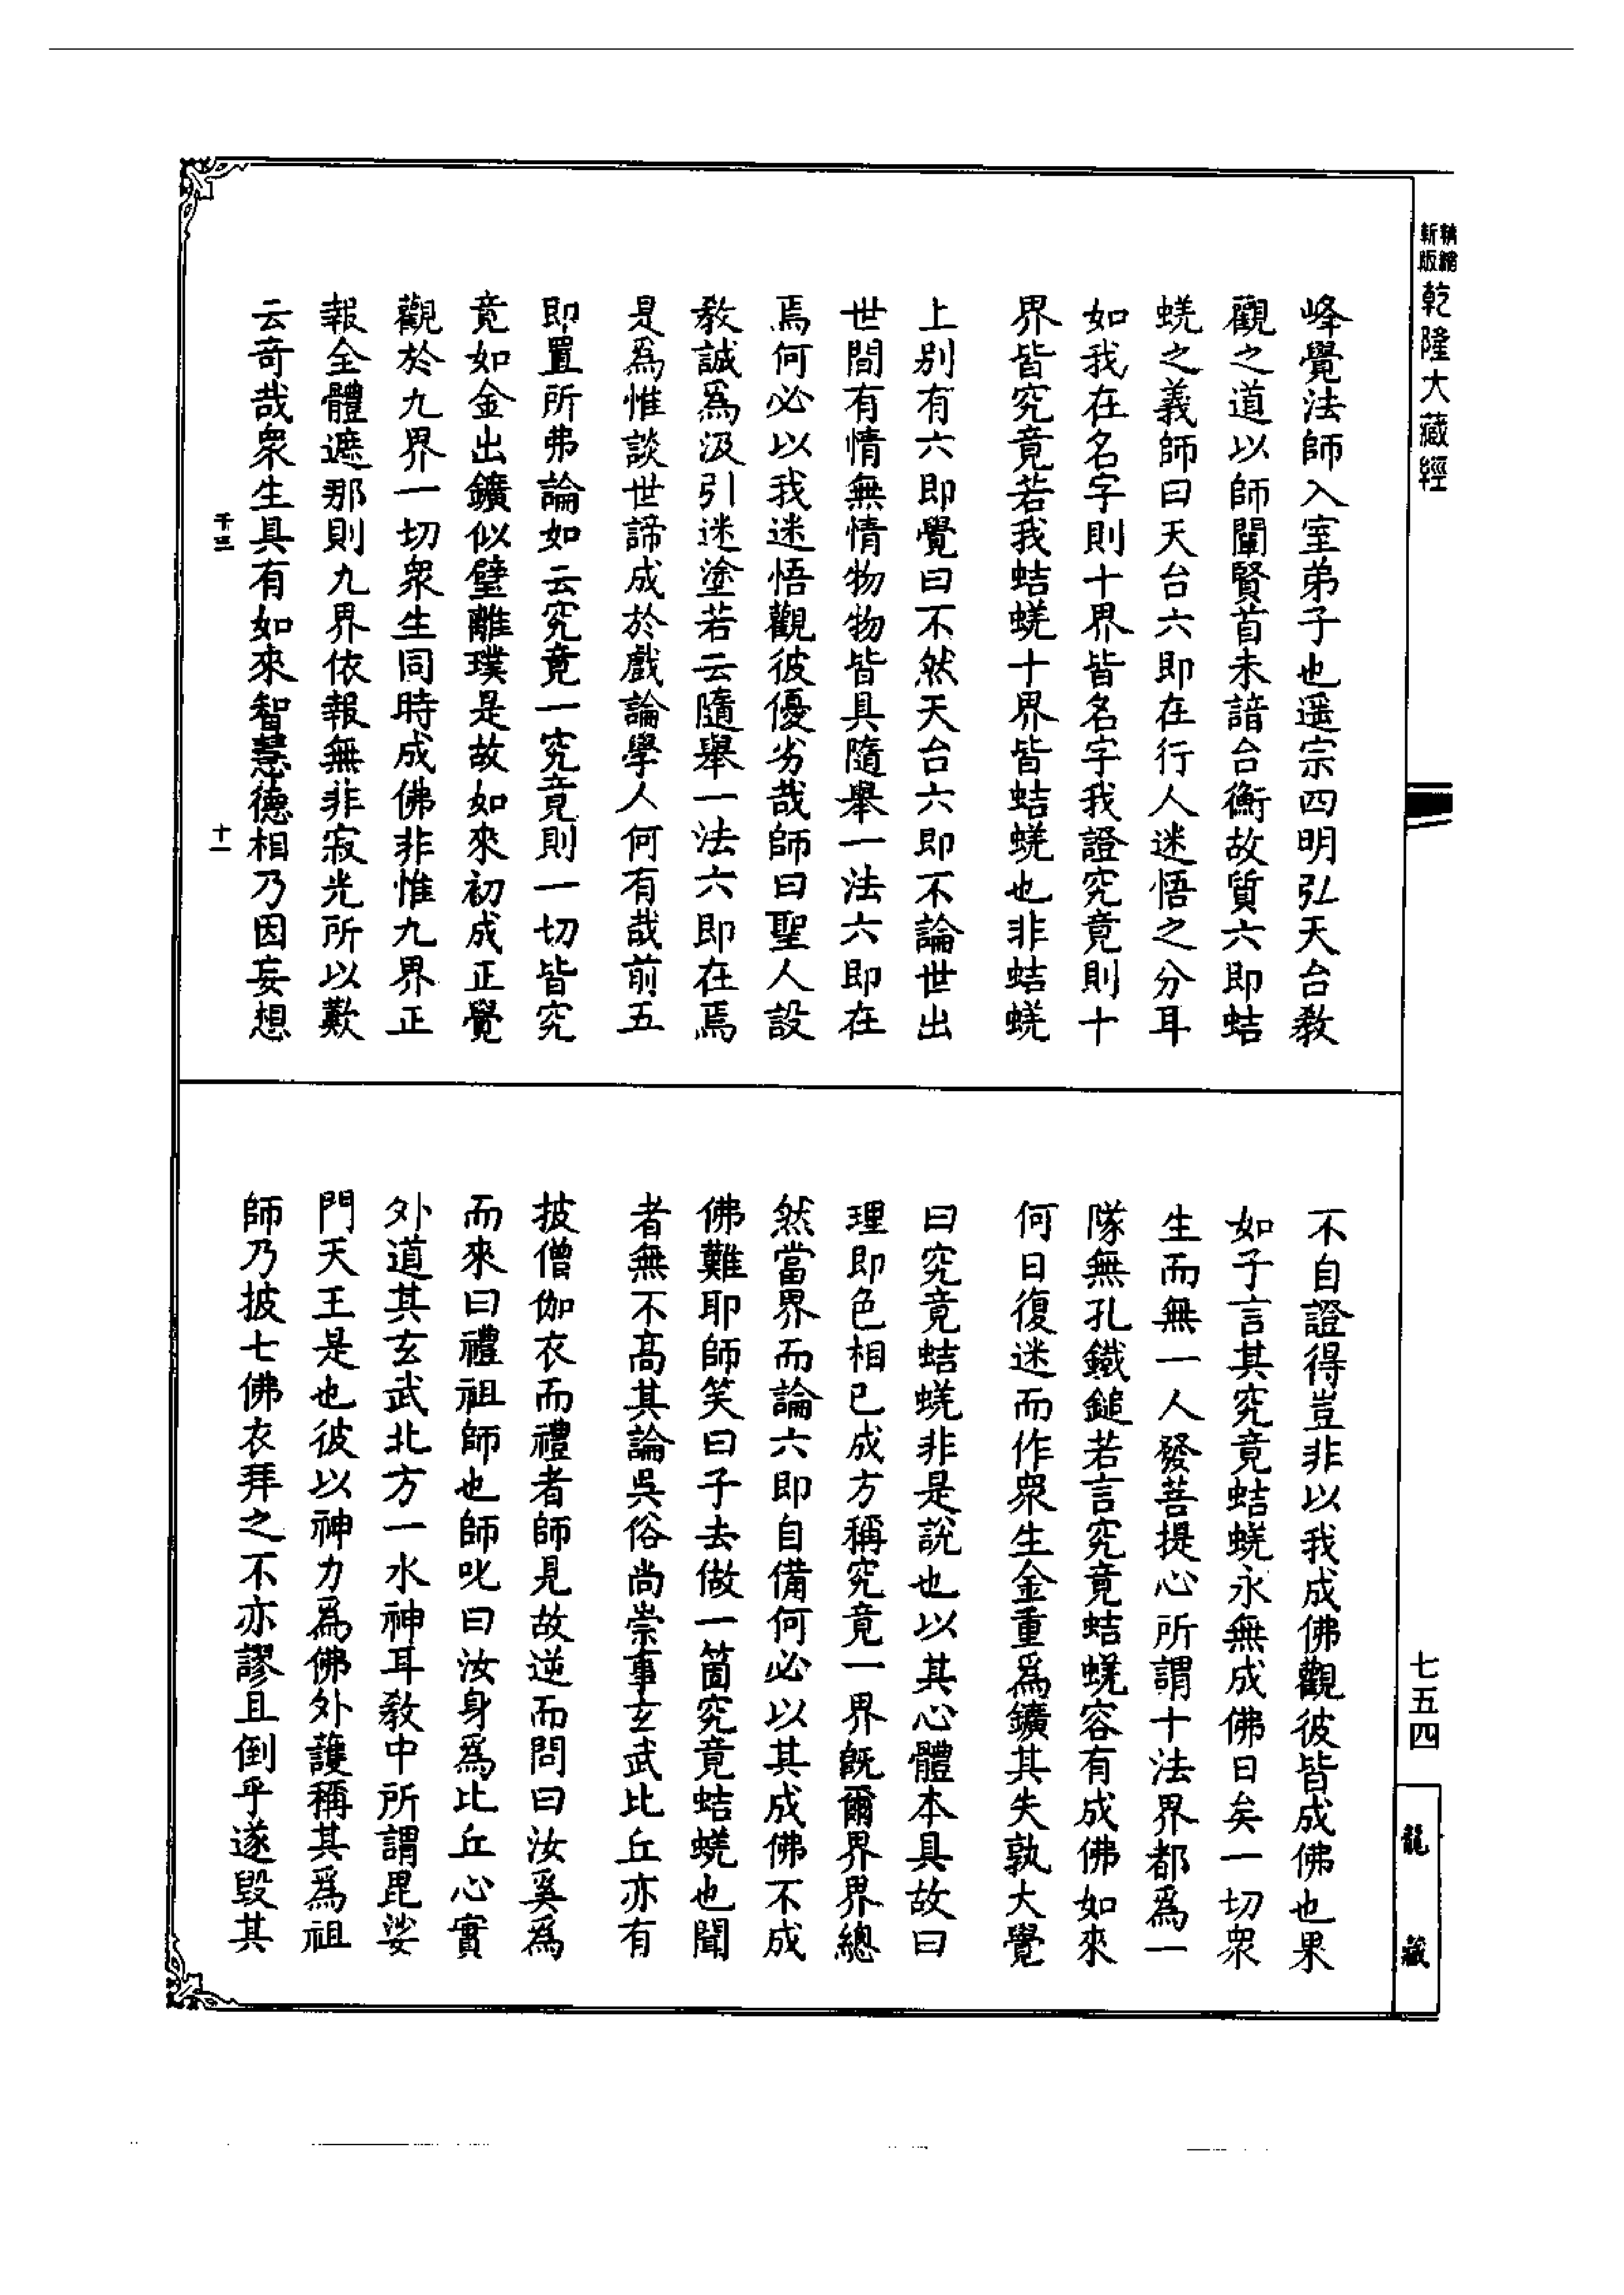 新版
精縮
乾隆大藏經
峰覺法師入室弟子也遥宗四明弘天台教
觀之道以師闡賢首未諳台衡故質六即蛣
蜣之義師曰天台六即在行人迷悟之分耳
如我在名字則十界皆名字我證究竟則十
界皆究竟若我蛣蜣十界皆蛣蜣也非蛣蜣
上別有六即覺曰不然天台六即不論世出
世間有情無情物物皆具隨舉一法六即在
焉何必以我迷悟觀彼優劣哉師曰聖人設
教誠爲汲引迷塗若云隨舉一法六即在焉
是爲惟談世諦成於戲論學人何有哉前五
即置所弗論如云究竟一究竟則一切皆究
竟如金出鑛似璧離璞是故如來初成正覺
觀於九界一切衆生同時成佛非惟九界正
報全體遮那則九界依報無非寂光所以歎
云奇哉衆生具有如來智慧德相乃因妄想
千三
十一
不自證得豈非以我成佛觀彼皆成佛也果
如子言其究竟蛣蜣永無成佛日矣一切衆
生而無一人發菩提心所謂十法界都爲一
隊無孔鐵鎚若言究竟蛣蜣容有成佛如來
何日復迷而作衆生金重爲鑛其失孰大覺
曰究竟蛣蜣非是說也以其心體本具故曰
理即色相已成方稱究竟一界旣爾界界總
然當界而論六即自備何必以其成佛不成
佛難耶師笑曰子去做一箇究竟蛣蜣也聞
者無不高其論吳俗尚崇事玄武比丘亦有
披僧伽衣而禮者師見故逆而問曰汝奚爲
而來曰禮祖師也師叱曰汝身爲比丘心實
外道其玄武北方一水神耳教中所謂毘娑
門天王是也彼以神力爲佛外護稱其爲祖
師乃披七佛衣拜之不亦謬且倒乎遂毀其
七五四
龍藏